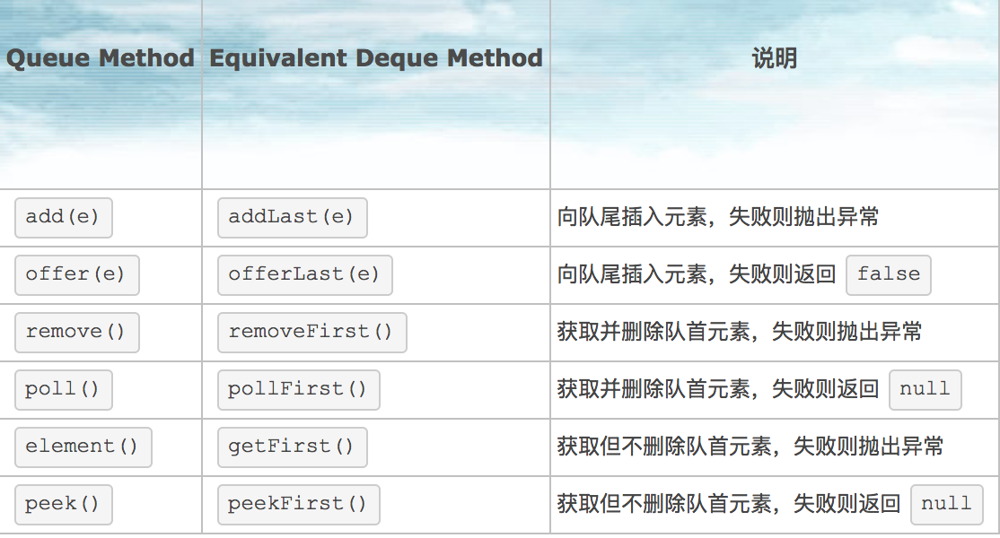 Queue Method Equivalent Deque Method 说明
add(e) addLast(e) 向队尾插入元素，失败则抛出异常
offer(e) offerLast(e) 向队尾插入元素，失败则返回 false
remove() removeFirst() 获取并删除队首元素，失败则抛出异常
poll() pollFirst() 获取并删除队首元素，失败则返回 null
element() getFirst() 获取但不删除队首元素，失败则抛出异常
peek() peekFirst() 获取但不删除队首元素，失败则返回 null